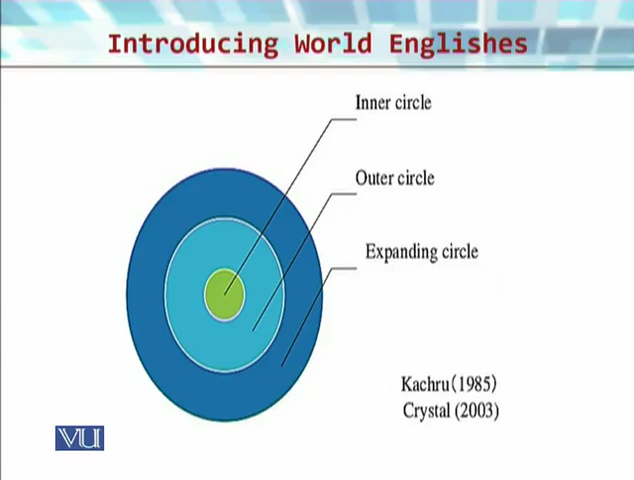 Introducing World Englishes
Inner circle
Outer circle
Expanding circle
Kachru(1985)
Crystal (2003)
VU